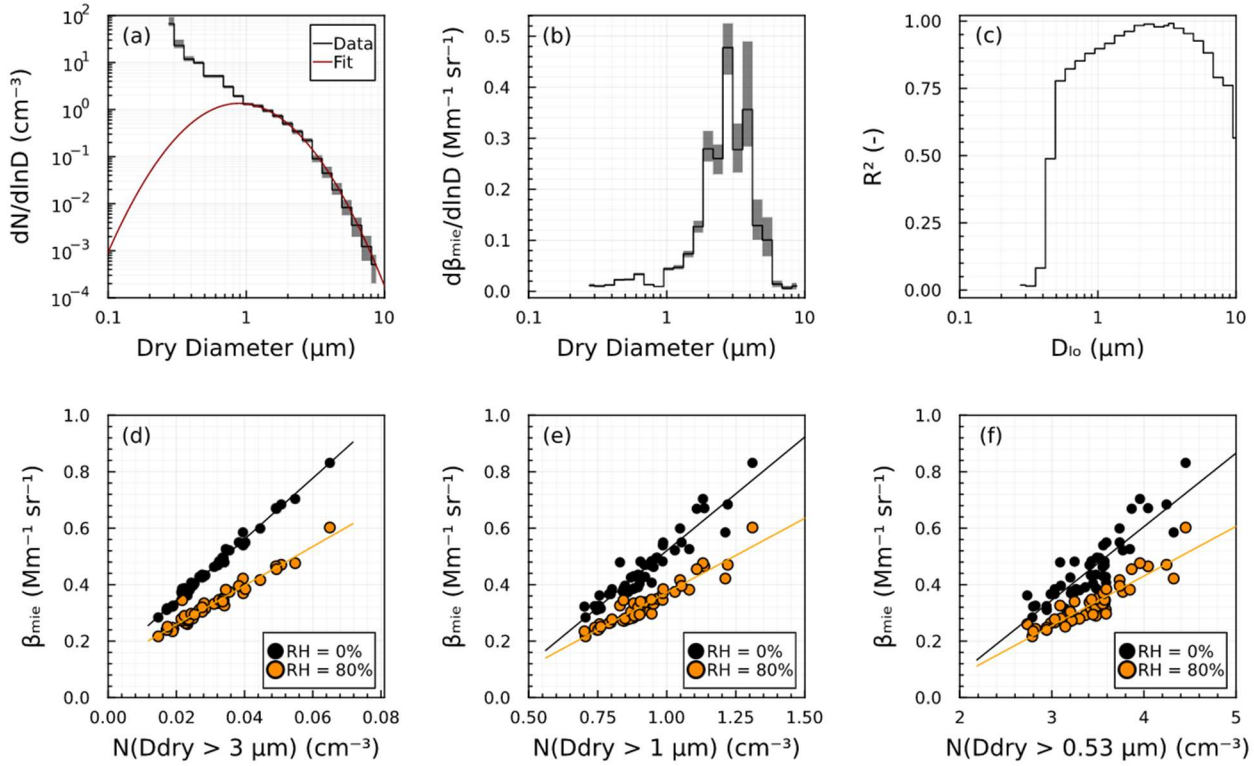 (a)
Data
Fit
dN/dlnD (cm⁻³)
10²
10¹
10⁰
10⁻¹
10⁻²
10⁻³
10⁻⁴
0.1
1
10
Dry Diameter (μm)
(b)
dβₘᵢₑ/dlnD (Mm⁻¹ sr⁻¹)
0.5
0.4
0.3
0.2
0.1
0.0
0.1
1
10
Dry Diameter (μm)
(c)
R² (-)
1.00
0.75
0.50
0.25
0.00
0.1
1
10
Dₗₒ (μm)
(d)
βₘᵢₑ (Mm⁻¹ sr⁻¹)
1.0
0.8
0.6
0.4
0.2
0.0
RH = 0%
RH = 80%
0.00
0.02
0.04
0.06
0.08
N(Ddry > 3 μm) (cm⁻³)
(e)
βₘᵢₑ (Mm⁻¹ sr⁻¹)
1.0
0.8
0.6
0.4
0.2
0.0
RH = 0%
RH = 80%
0.50
0.75
1.00
1.25
1.50
N(Ddry > 1 μm) (cm⁻³)
(f)
βₘᵢₑ (Mm⁻¹ sr⁻¹)
1.0
0.8
0.6
0.4
0.2
0.0
RH = 0%
RH = 80%
2
3
4
5
N(Ddry > 0.53 μm) (cm⁻³)